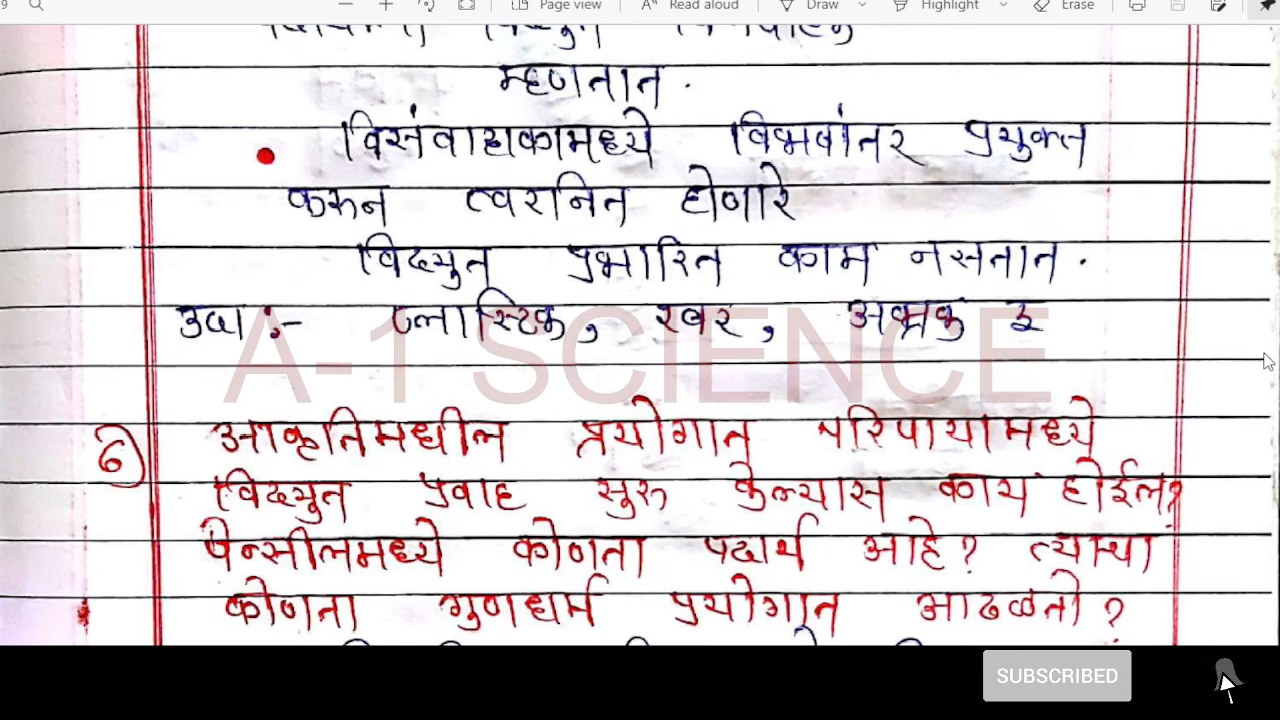 9 Page view Read aloud Draw Highlight Erase
म्हणतात.
विसंवाहकामध्ये विभवांतर प्रयुक्त
करुन त्वरनित होणारे
विद्युत प्रभारित काम नसतात.
उदा :- प्लास्टिक, रबर, अभ्रक इ
A-1 SCIENCE
6) आकृतिमधील प्रयोगात परिपायामध्ये
विद्युत प्रवाह सुरु केल्यास काय होईल?
पेन्सीलमध्ये कोणता पदार्थ आहे? त्याचा
कोणता गुणधर्म प्रयोगात आढळतो?
SUBSCRIBED